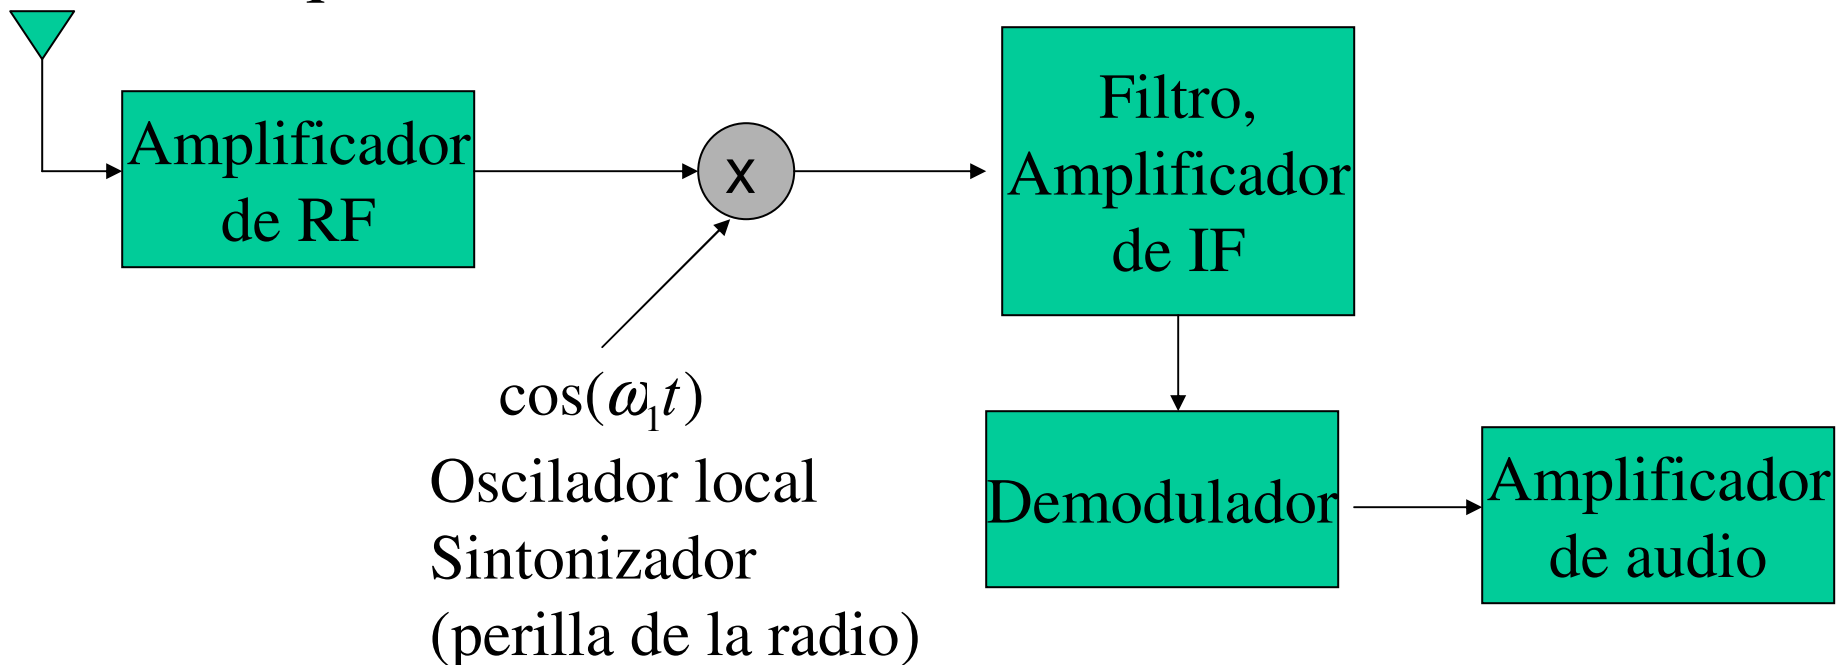 Amplificador
de RF
x
cos(ω₁t)
Oscilador local
Sintonizador
(perilla de la radio)
Filtro,
Amplificador
de IF
Demodulador
Amplificador
de audio